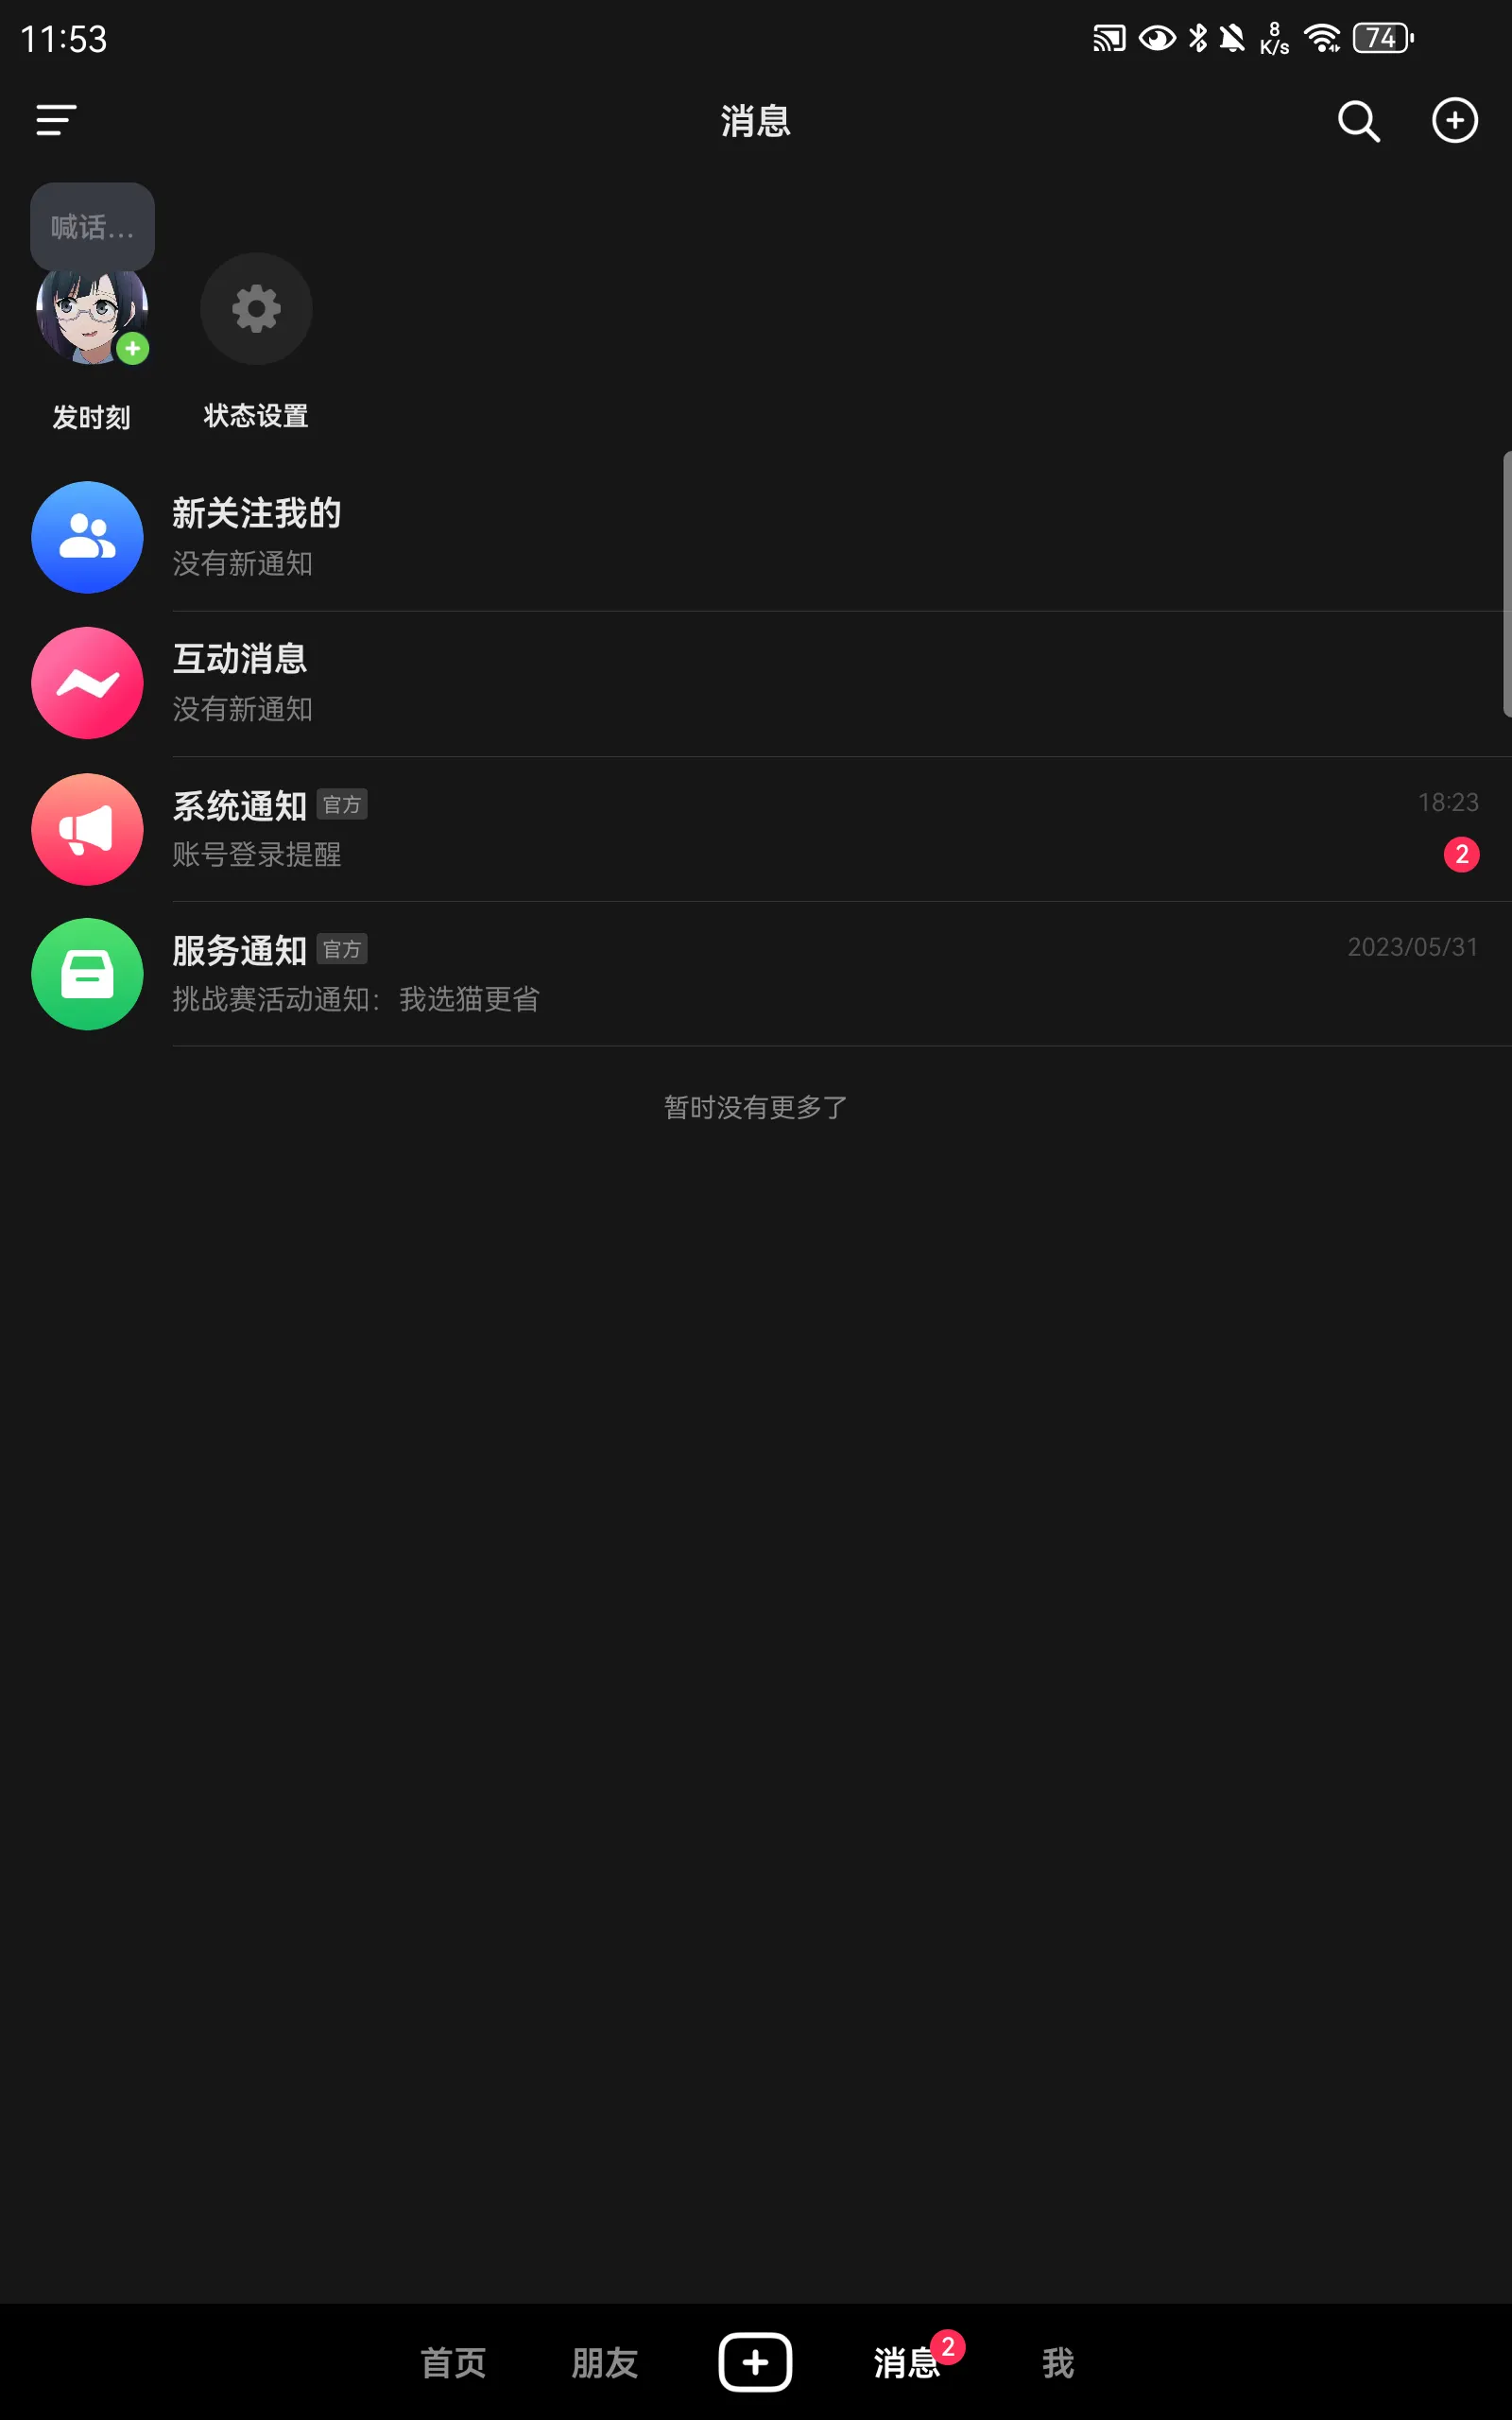 11:53
8
K/s
74
消息
喊话...
发时刻
状态设置
新关注我的
没有新通知
互动消息
没有新通知
系统通知 官方
18:23
账号登录提醒
2
服务通知 官方
2023/05/31
挑战赛活动通知：我选猫更省
暂时没有更多了
首页
朋友
消息
2
我